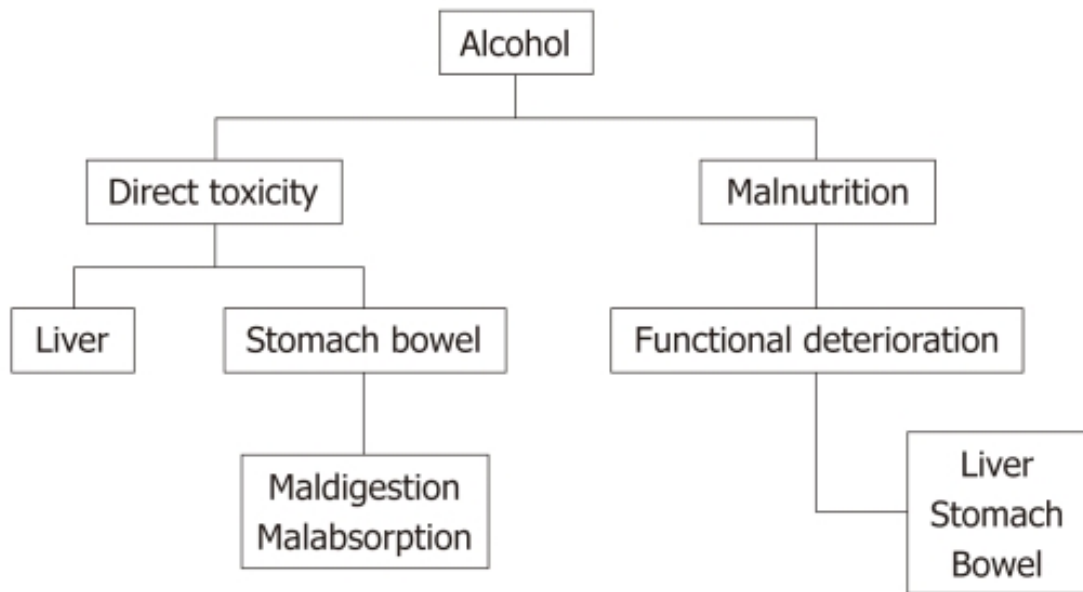 Alcohol
Direct toxicity
Malnutrition
Liver
Stomach bowel
Functional deterioration
Maldigestion
Malabsorption
Liver
Stomach
Bowel